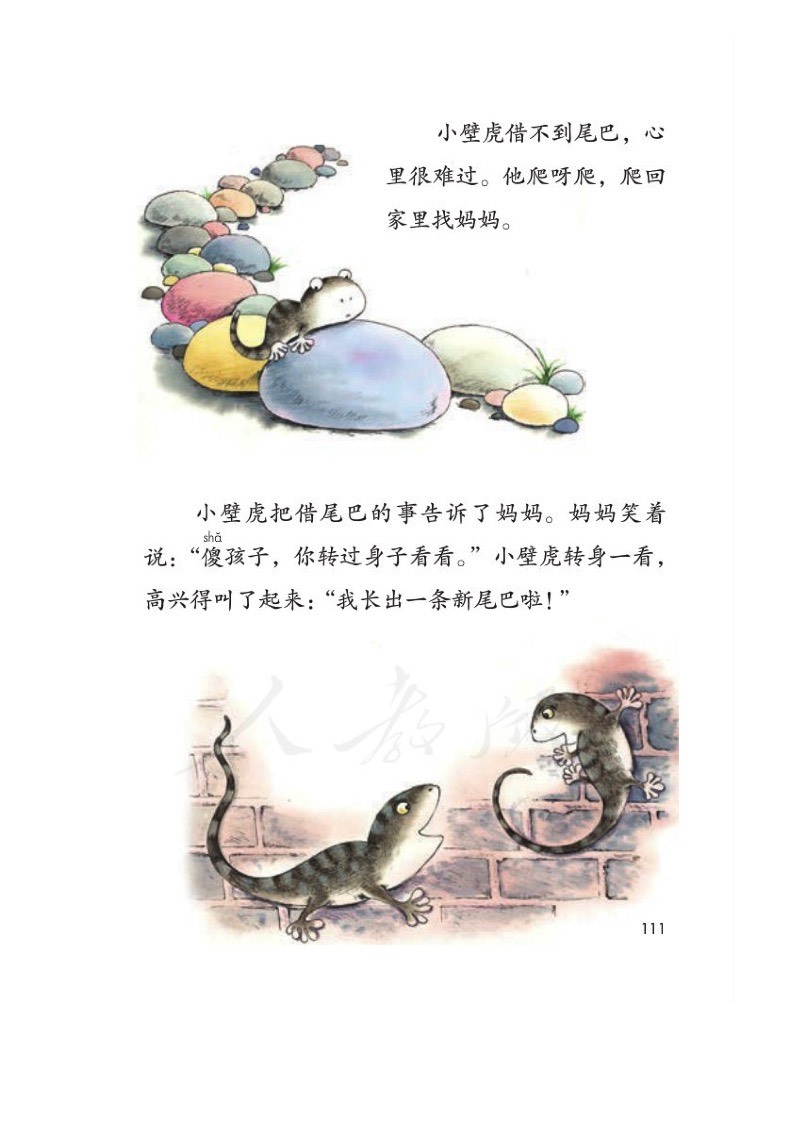 小壁虎借不到尾巴，心
里很难过。他爬呀爬，爬回
家里找妈妈。
小壁虎把借尾巴的事告诉了妈妈。妈妈笑着
shǎ
说：“傻孩子，你转过身子看看。”小壁虎转身一看，
高兴得叫了起来：“我长出一条新尾巴啦！”
人教版
111